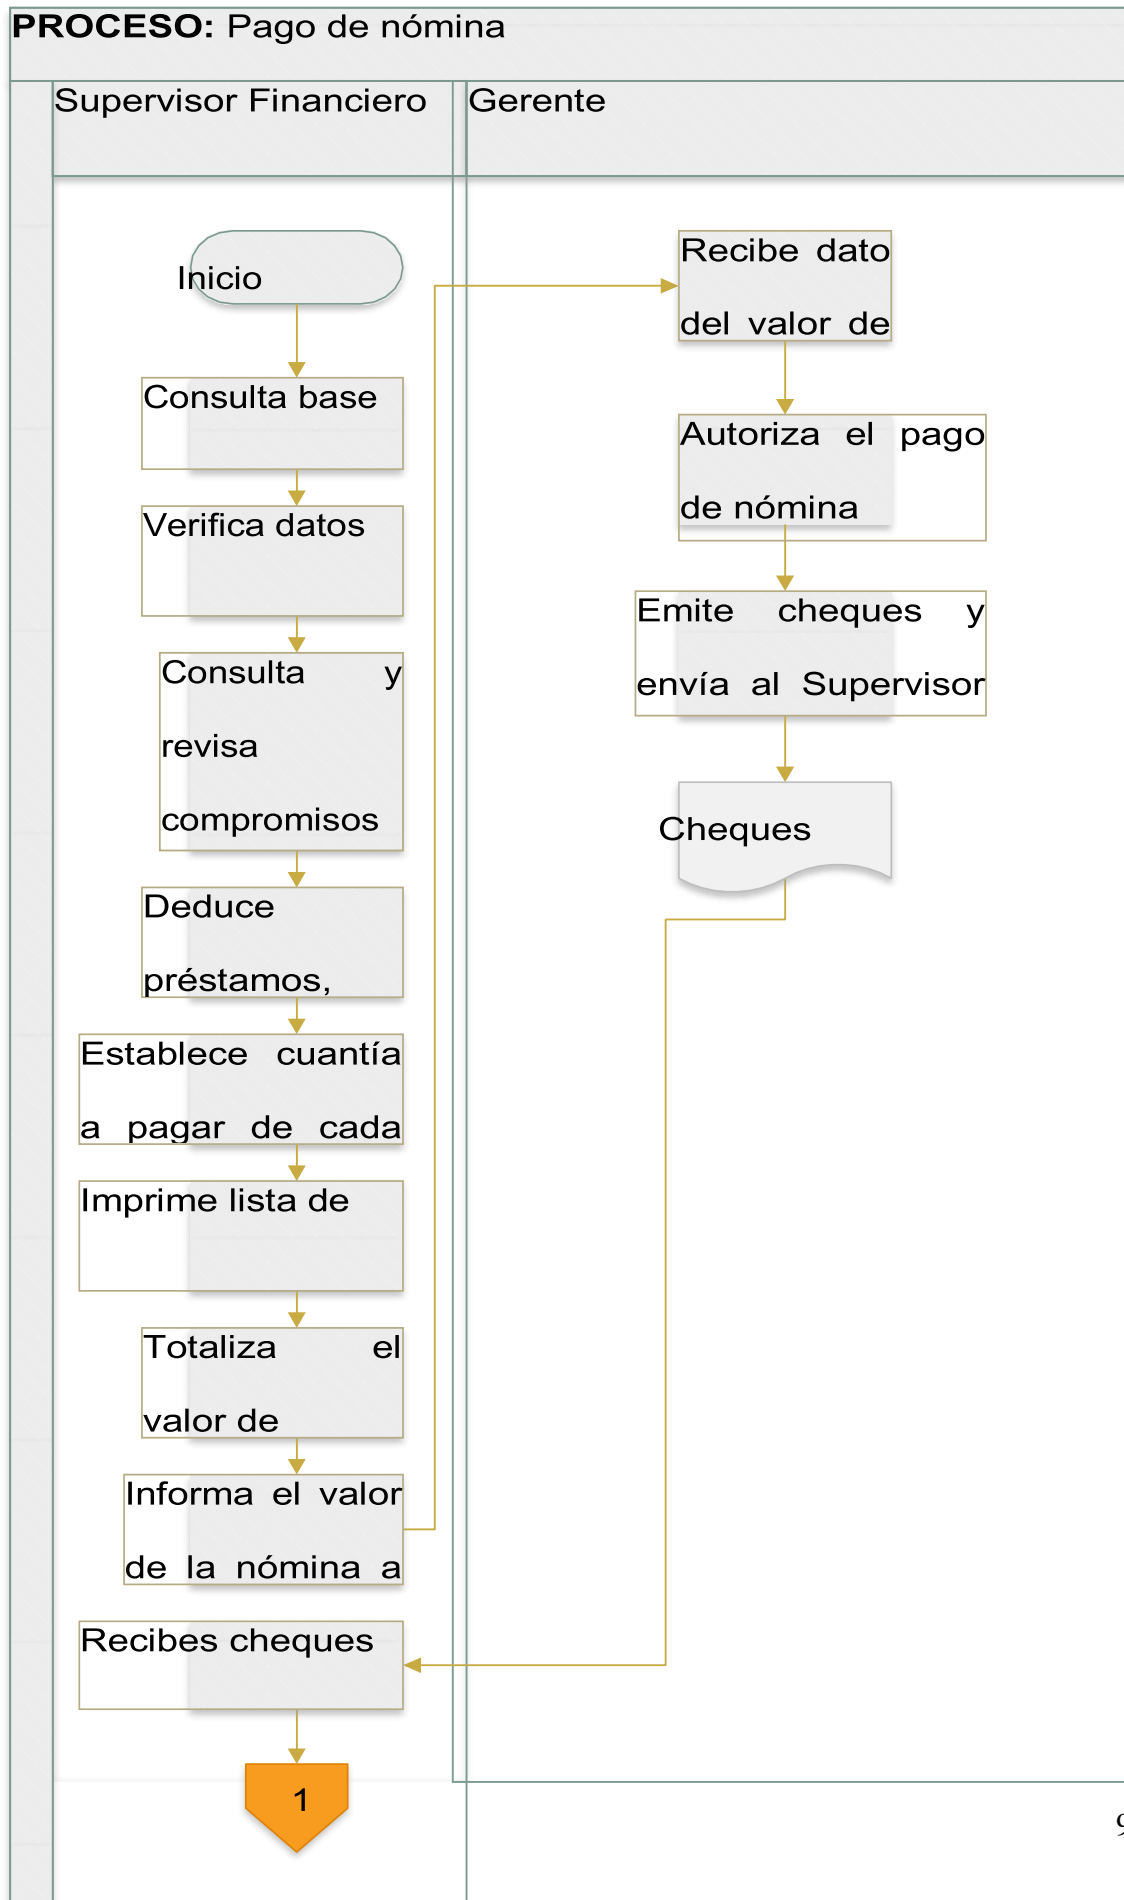 PROCESO: Pago de nómina
Supervisor Financiero
Gerente
Inicio
Consulta base
Verifica datos
Consulta y
revisa
compromisos
Deduce
préstamos,
Establece cuantía
a pagar de cada
Imprime lista de
Totaliza el
valor de
Informa el valor
de la nómina a
Recibes cheques
1
Recibe dato
del valor de
Autoriza el pago
de nómina
Emite cheques y
envía al Supervisor
Cheques
9